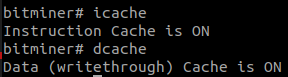 bitminer# icache
Instruction Cache is ON
bitminer# dcache
Data (writethrough) Cache is ON